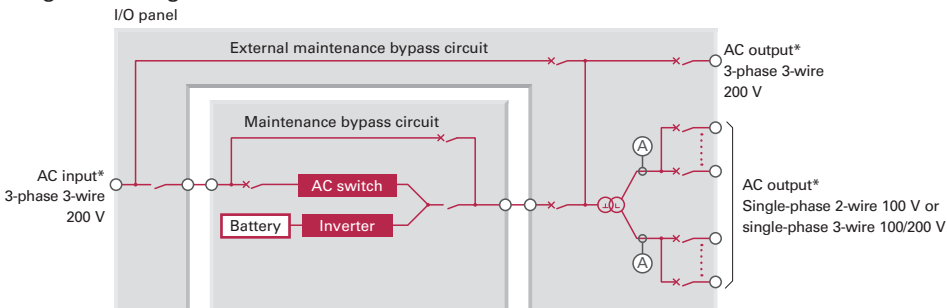 I/O panel
External maintenance bypass circuit
AC output*
3-phase 3-wire
200 V
Maintenance bypass circuit
A
AC input*
3-phase 3-wire
200 V
AC switch
Battery
Inverter
AC output*
Single-phase 2-wire 100 V or
single-phase 3-wire 100/200 V
A